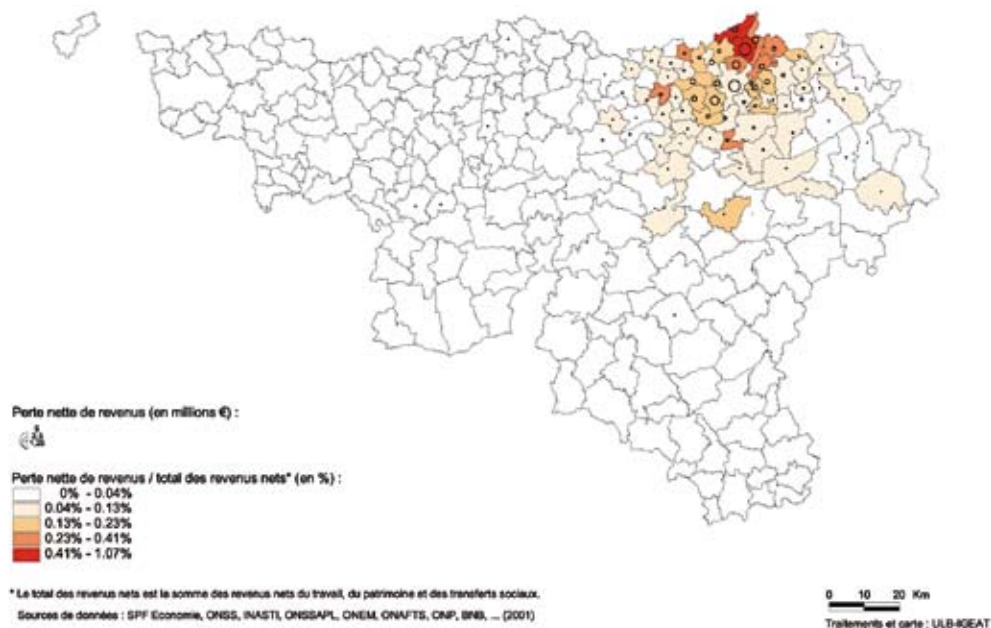 Perte nette de revenus (en millions €) :
Perte nette de revenus / total des revenus nets* (en %) :
0% - 0.04%
0.04% - 0.13%
0.13% - 0.23%
0.23% - 0.41%
0.41% - 1.07%
* Le total des revenus nets est la somme des revenus nets du travail, du patrimoine et des transferts sociaux.
Sources de données : SPF Economie, ONSS, INASTI, ONSSAPL, ONEM, ONAFTS, ONP, BNB, ... (2001)
0 10 20 Km
Traitements et carte : ULB-IGEAT